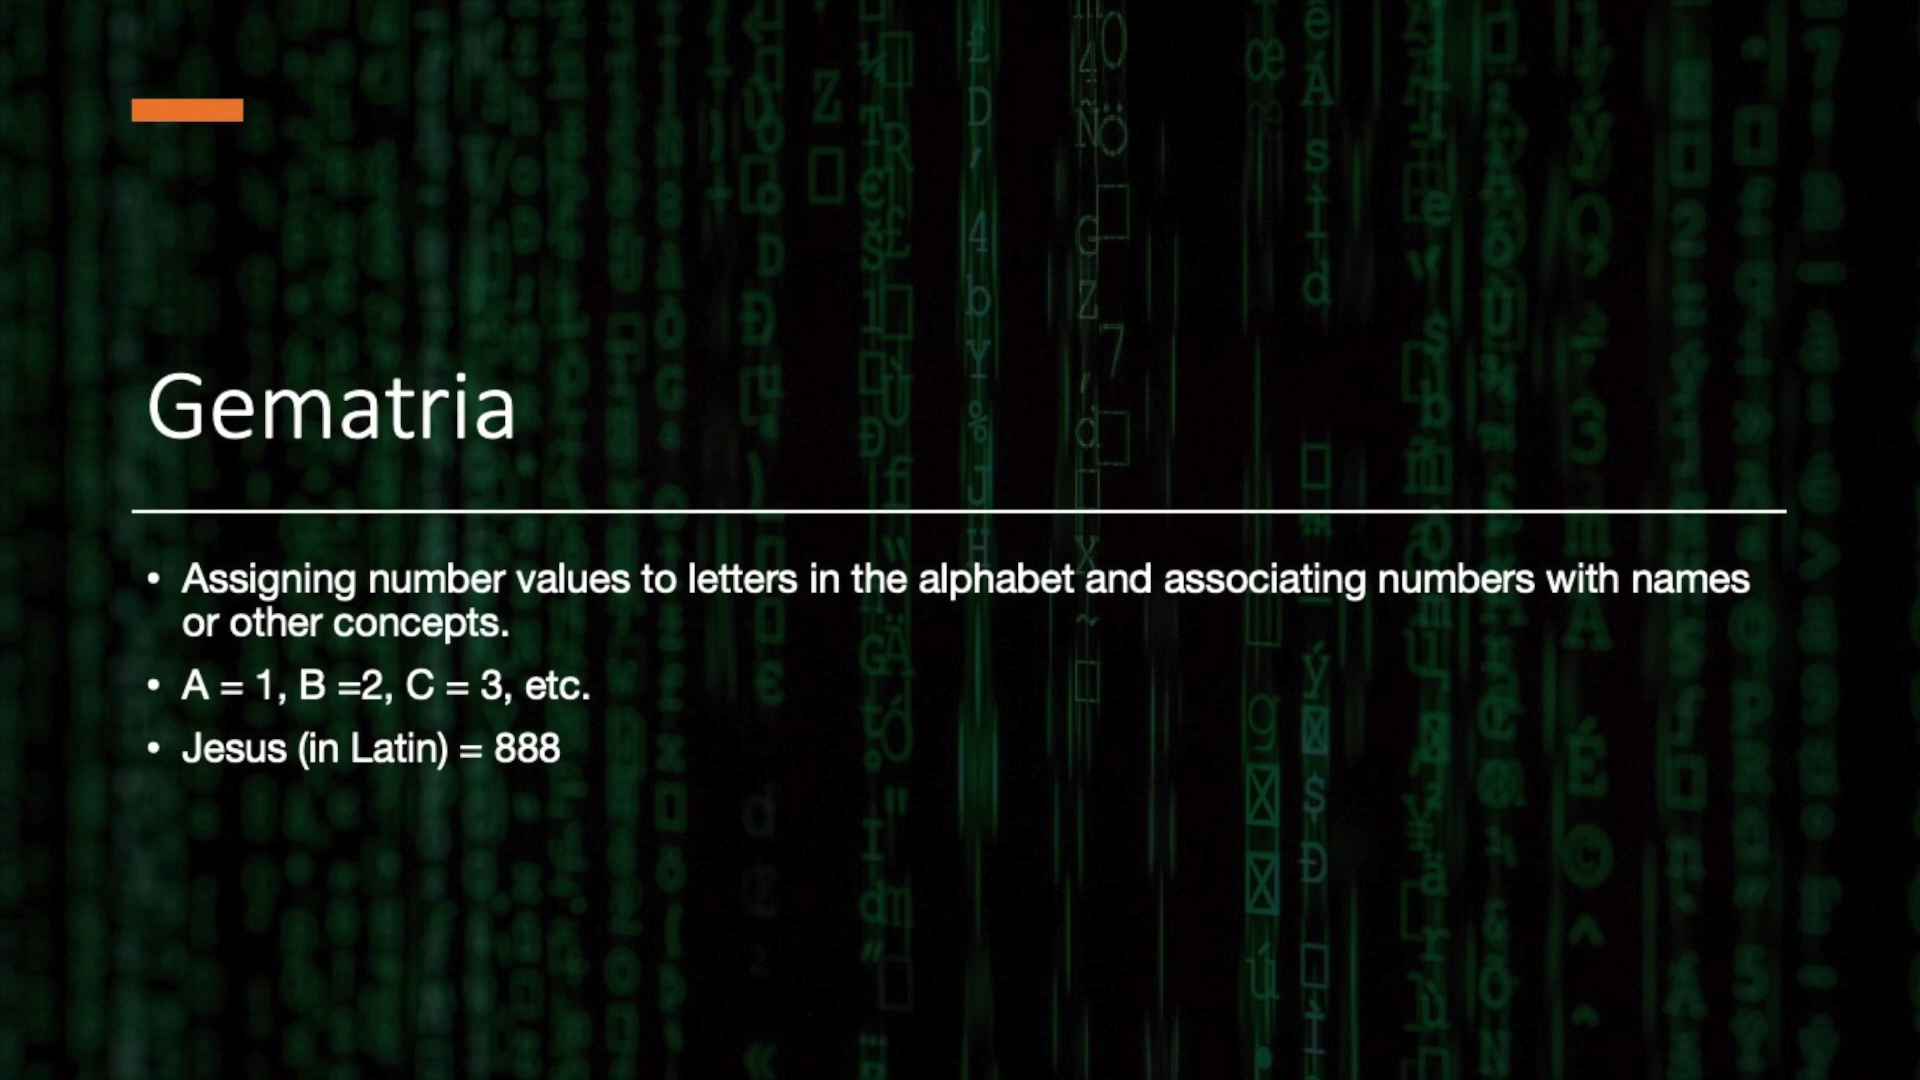 Gematria
• Assigning number values to letters in the alphabet and associating numbers with names
or other concepts.
• A = 1, B =2, C = 3, etc.
• Jesus (in Latin) = 888